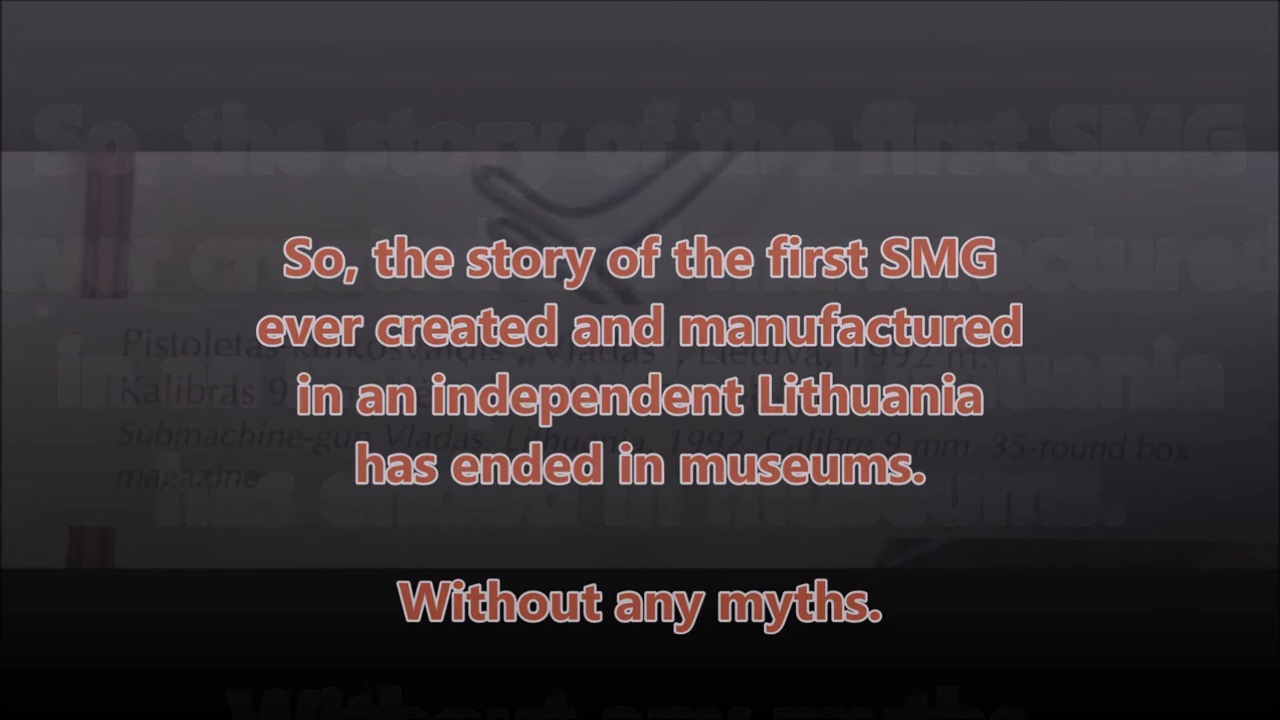 So, the story of the first SMG
ever created and manufactured
in an independent Lithuania
has ended in museums.
Without any myths.
Pistoletas-kulkosvaidis „Vladas“, Lietuva, 1992 m.
Kalibras 9
Submachine-gun Vladas, Lithuania, 1992. Calibre 9 mm, 35-round box
magazine